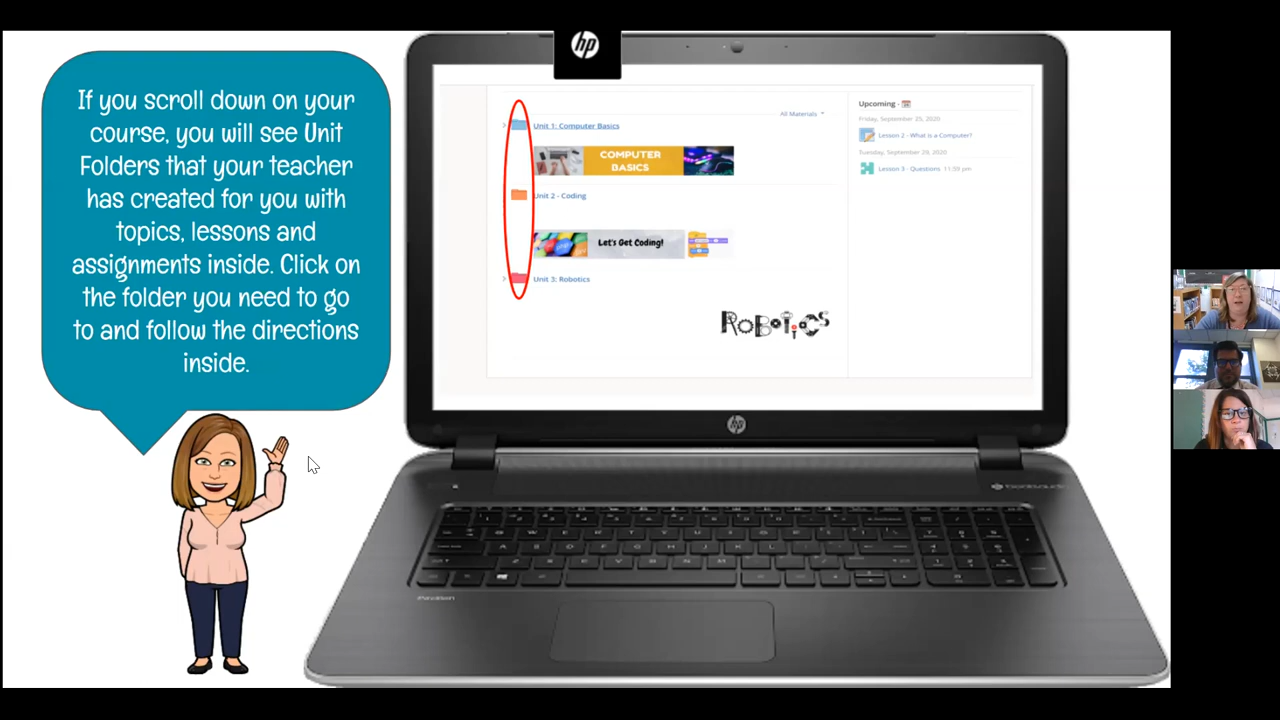 If you scroll down on your
course, you will see Unit
Folders that your teacher
has created for you with
topics, lessons and
assignments inside. Click on
the folder you need to go
to and follow the directions
inside.
hp
All Materials
Unit 1: Computer Basics
COMPUTER
BASICS
Unit 2 - Coding
Let's Get Coding!
Unit 3: Robotics
ROBOTICS
Upcoming -
Friday, September 25, 2020
Lesson 2 - What is a Computer?
Tuesday, September 29, 2020
Lesson 3 - Questions 11:59 pm
hp
Pavilion